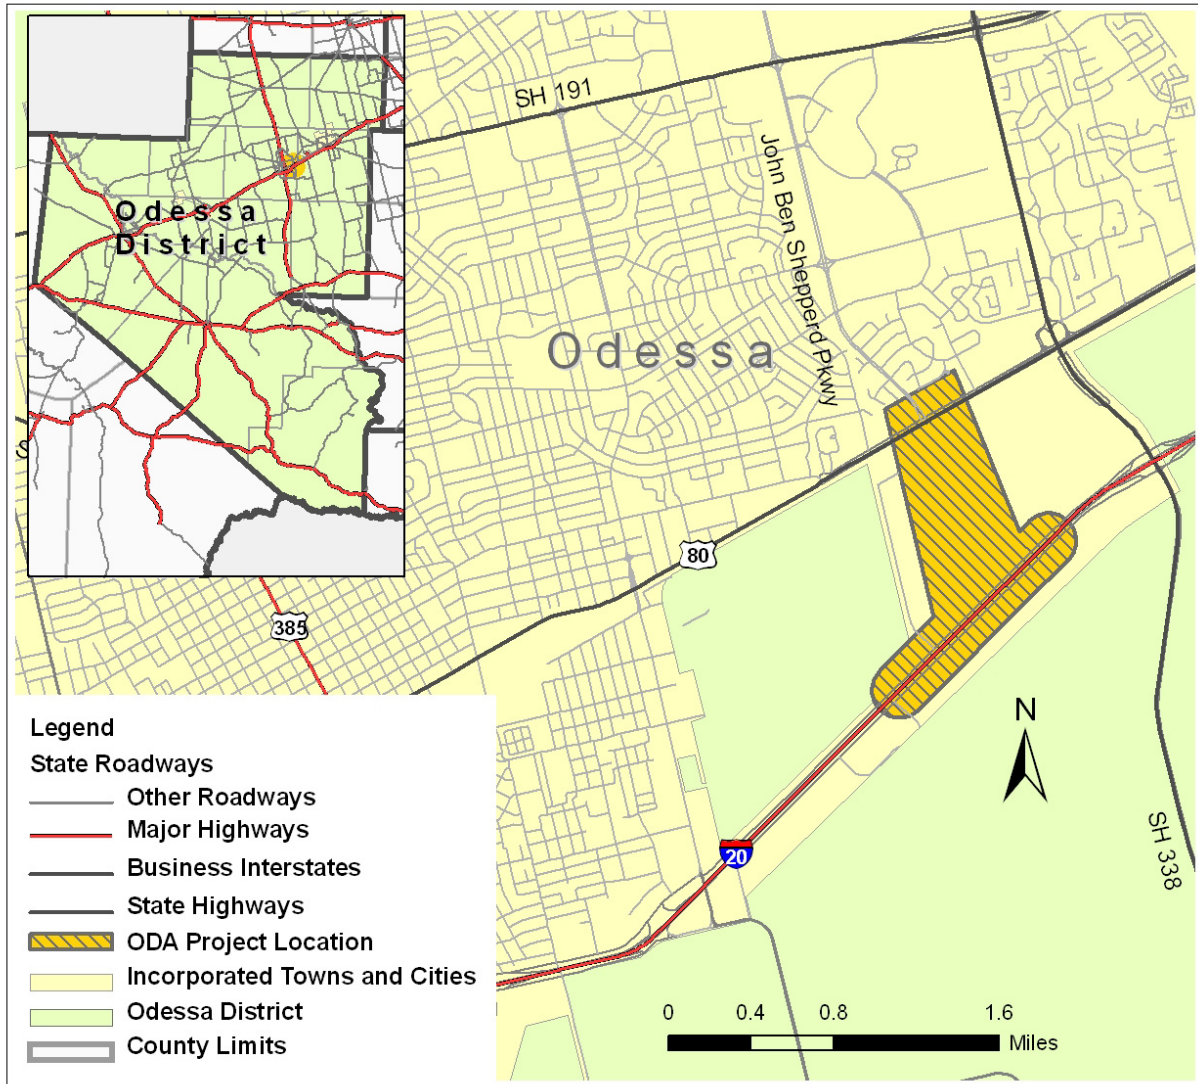 Odessa
District
SH 191
John Ben Shepperd Pkwy
Odessa
80
385
20
SH 338
N
Legend
State Roadways
Other Roadways
Major Highways
Business Interstates
State Highways
ODA Project Location
Incorporated Towns and Cities
Odessa District
County Limits
0 0.4 0.8 1.6
Miles